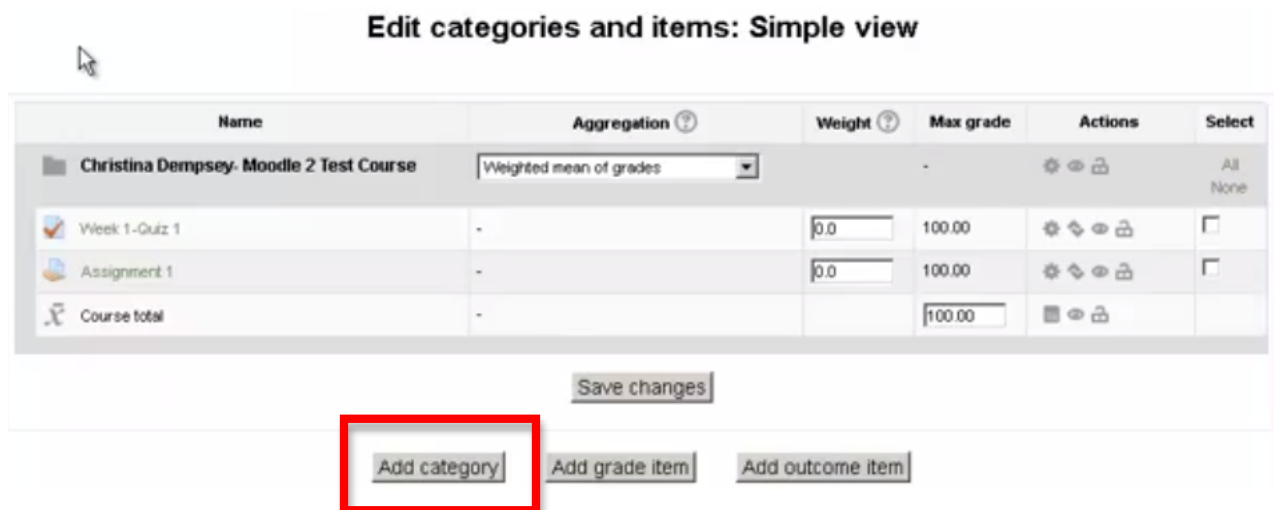 Edit categories and items: Simple view
Name Aggregation ? Weight ? Max grade Actions Select
Christina Dempsey- Moodle 2 Test Course Weighted mean of grades - All
None
Week 1-Quiz 1 - 0.0 100.00
Assignment 1 - 0.0 100.00
Course total - 100.00
Save changes
Add category Add grade item Add outcome item